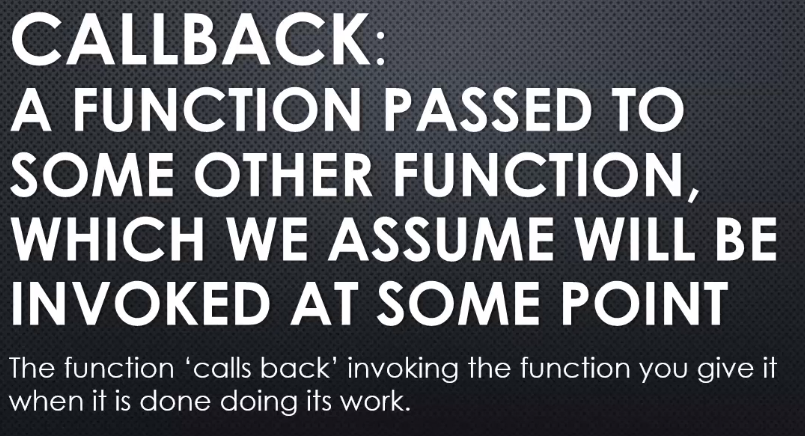 CALLBACK:
A FUNCTION PASSED TO
SOME OTHER FUNCTION,
WHICH WE ASSUME WILL BE
INVOKED AT SOME POINT
The function ‘calls back’ invoking the function you give it
when it is done doing its work.